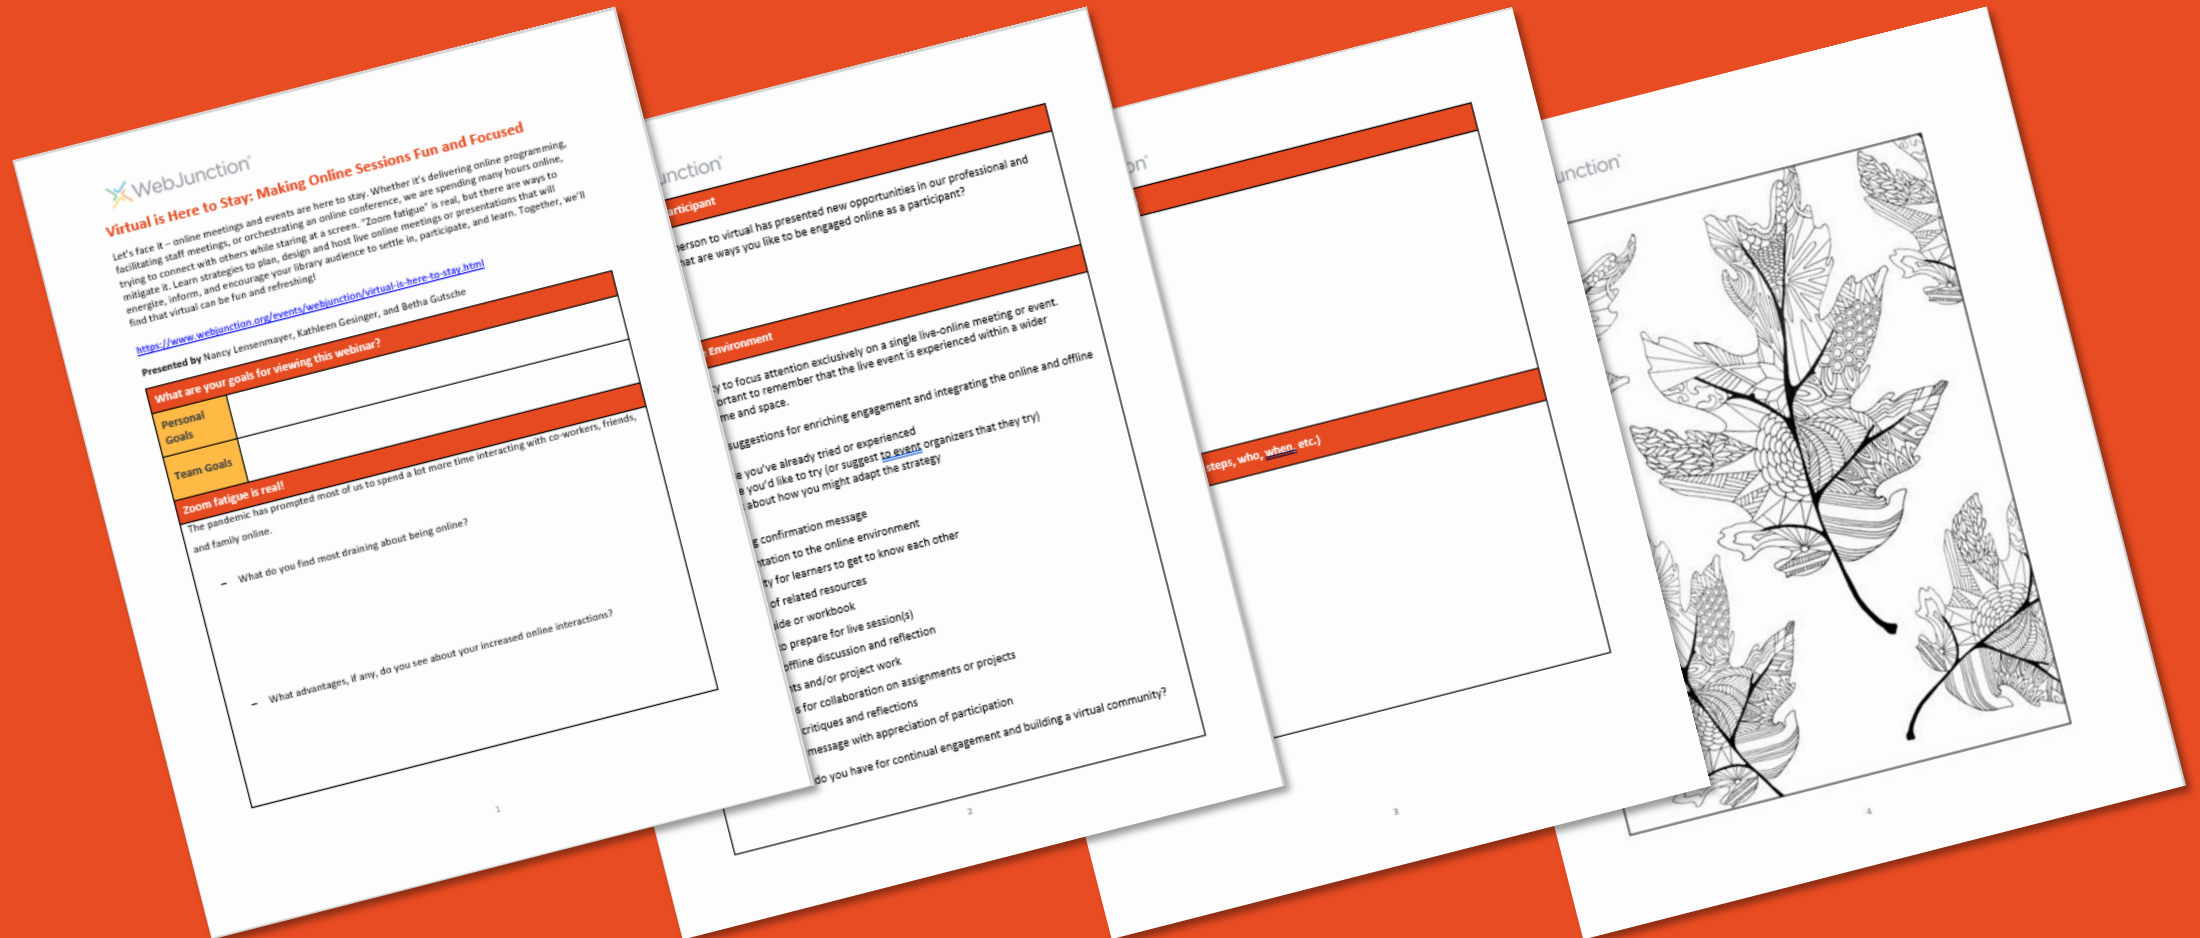 WebJunction
Virtual is Here to Stay: Making Online Sessions Fun and Focused
Let's face it – online meetings and events are here to stay. Whether it's delivering online programming,
facilitating staff meetings, or orchestrating an online conference, we are spending many hours online,
trying to connect with others while staring at a screen. "Zoom fatigue" is real, but there are ways to
mitigate it. Learn strategies to plan, design and host live online meetings or presentations that will
energize, inform, and encourage your library audience to settle in, participate, and learn. Together, we'll
find that virtual can be fun and refreshing!
https://www.webjunction.org/events/webjunction/virtual-is-here-to-stay.html
Presented by Nancy Lensenmayer, Kathleen Gesinger, and Betha Gutsche
What are your goals for viewing this webinar?
Personal
Goals
Team Goals
Zoom fatigue is real!
The pandemic has prompted most of us to spend a lot more time interacting with co-workers, friends,
and family online.
– What do you find most draining about being online?
– What advantages, if any, do you see about your increased online interactions?
1
unction
articipant
erson to virtual has presented new opportunities in our professional and
hat are ways you like to be engaged online as a participant?
: Environment
y to focus attention exclusively on a single live-online meeting or event.
ortant to remember that the live event is experienced within a wider
me and space.
suggestions for enriching engagement and integrating the online and offline
e you've already tried or experienced
e you'd like to try (or suggest to event organizers that they try)
about how you might adapt the strategy
g confirmation message
ntation to the online environment
ty for learners to get to know each other
of related resources
ide or workbook
to prepare for live session(s)
offline discussion and reflection
nts and/or project work
s for collaboration on assignments or projects
critiques and reflections
message with appreciation of participation
do you have for continual engagement and building a virtual community?
2
on
steps, who, when, etc.)
3
unction
4